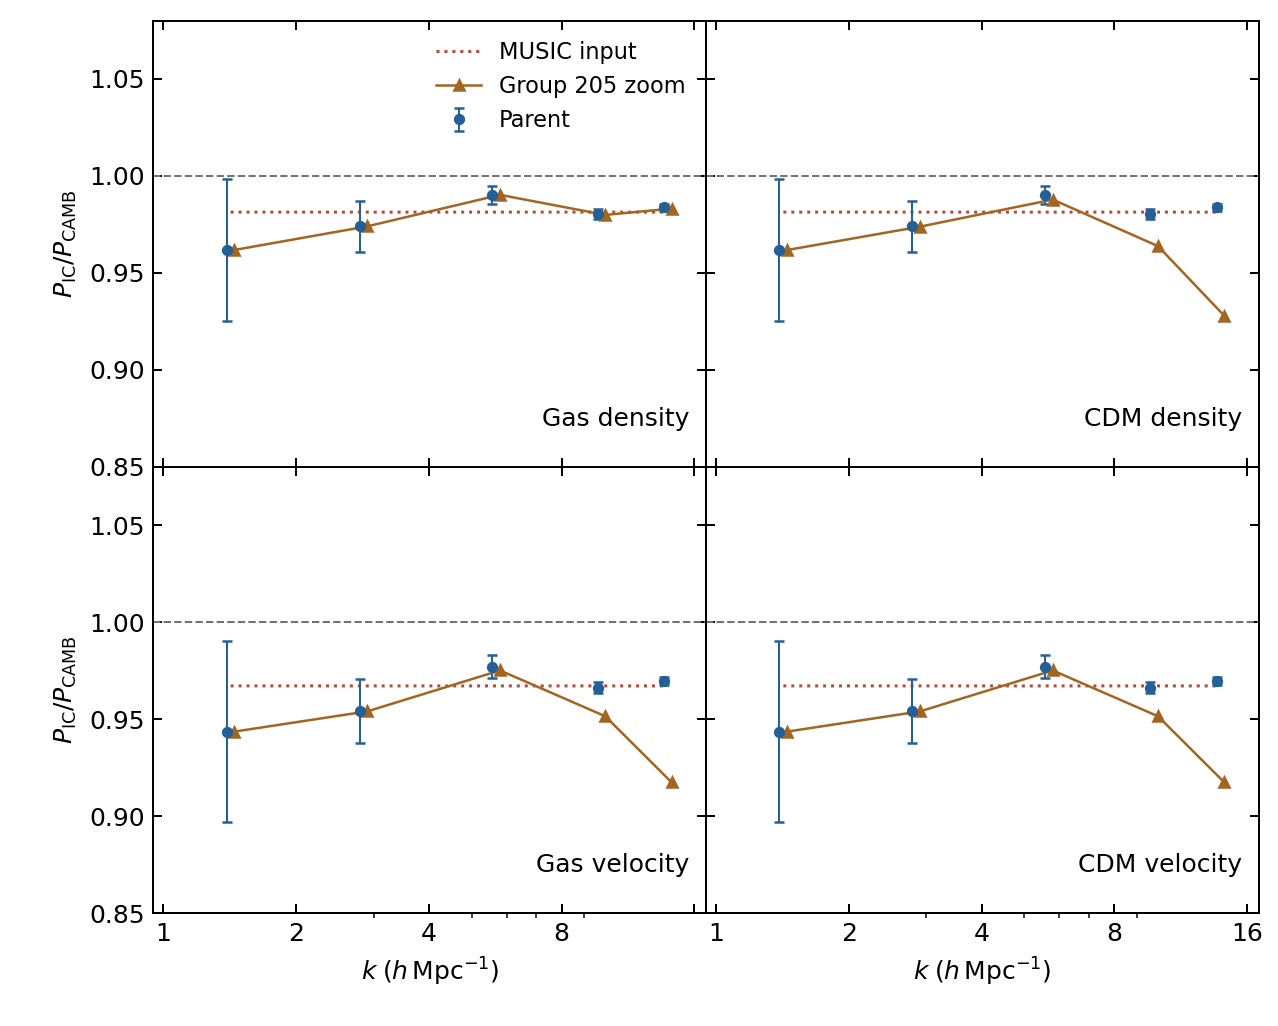 MUSIC input
Group 205 zoom
Parent
1.05
1.00
0.95
0.90
0.85
P_IC/P_CAMB
Gas density
CDM density
1.05
1.00
0.95
0.90
0.85
P_IC/P_CAMB
Gas velocity
CDM velocity
1 2 4 8
1 2 4 8 16
k (h Mpc⁻¹)
k (h Mpc⁻¹)